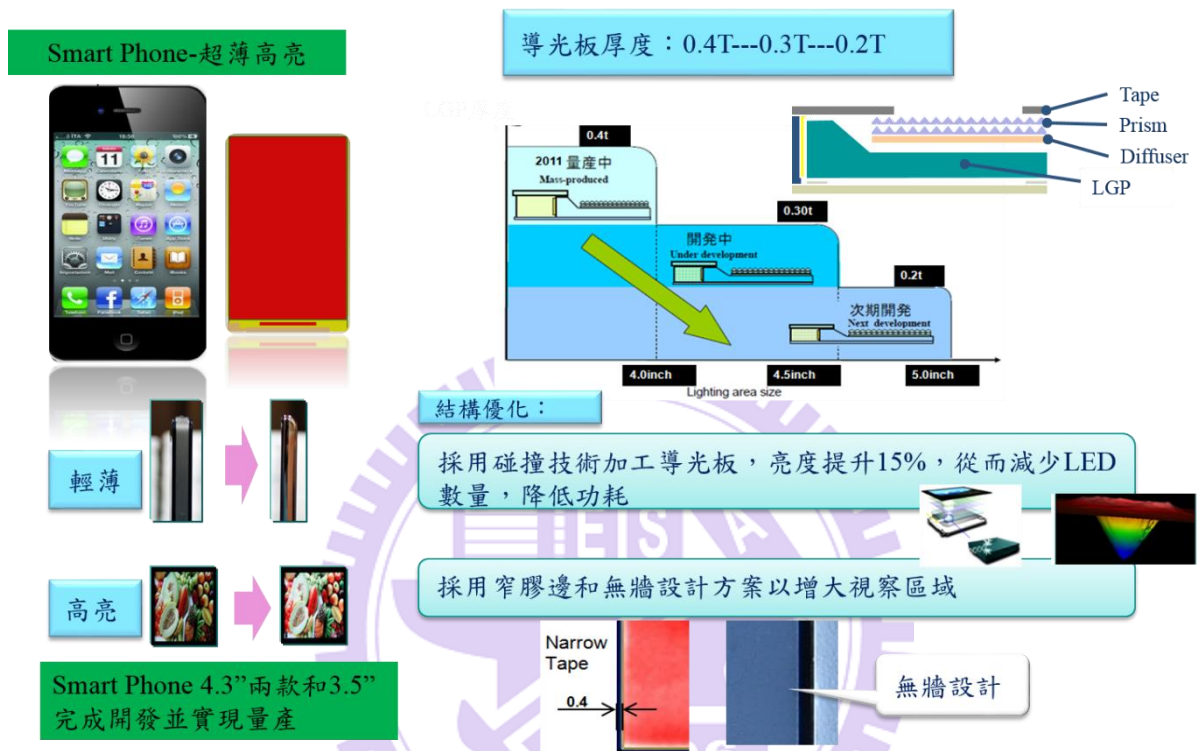 Smart Phone-超薄高亮
導光板厚度：0.4T---0.3T---0.2T
Tape
Prism
Diffuser
LGP
0.4t
2011 量産中
Mass-produced
0.30t
開発中
Under development
0.2t
次期開発
Next development
4.0inch
4.5inch
5.0inch
Lighting area size
結構優化：
輕薄
採用碰撞技術加工導光板，亮度提升15%，從而減少LED
數量，降低功耗
高亮
採用窄膠邊和無牆設計方案以增大視察區域
Narrow
Tape
0.4
無牆設計
Smart Phone 4.3”兩款和3.5”
完成開發並實現量産